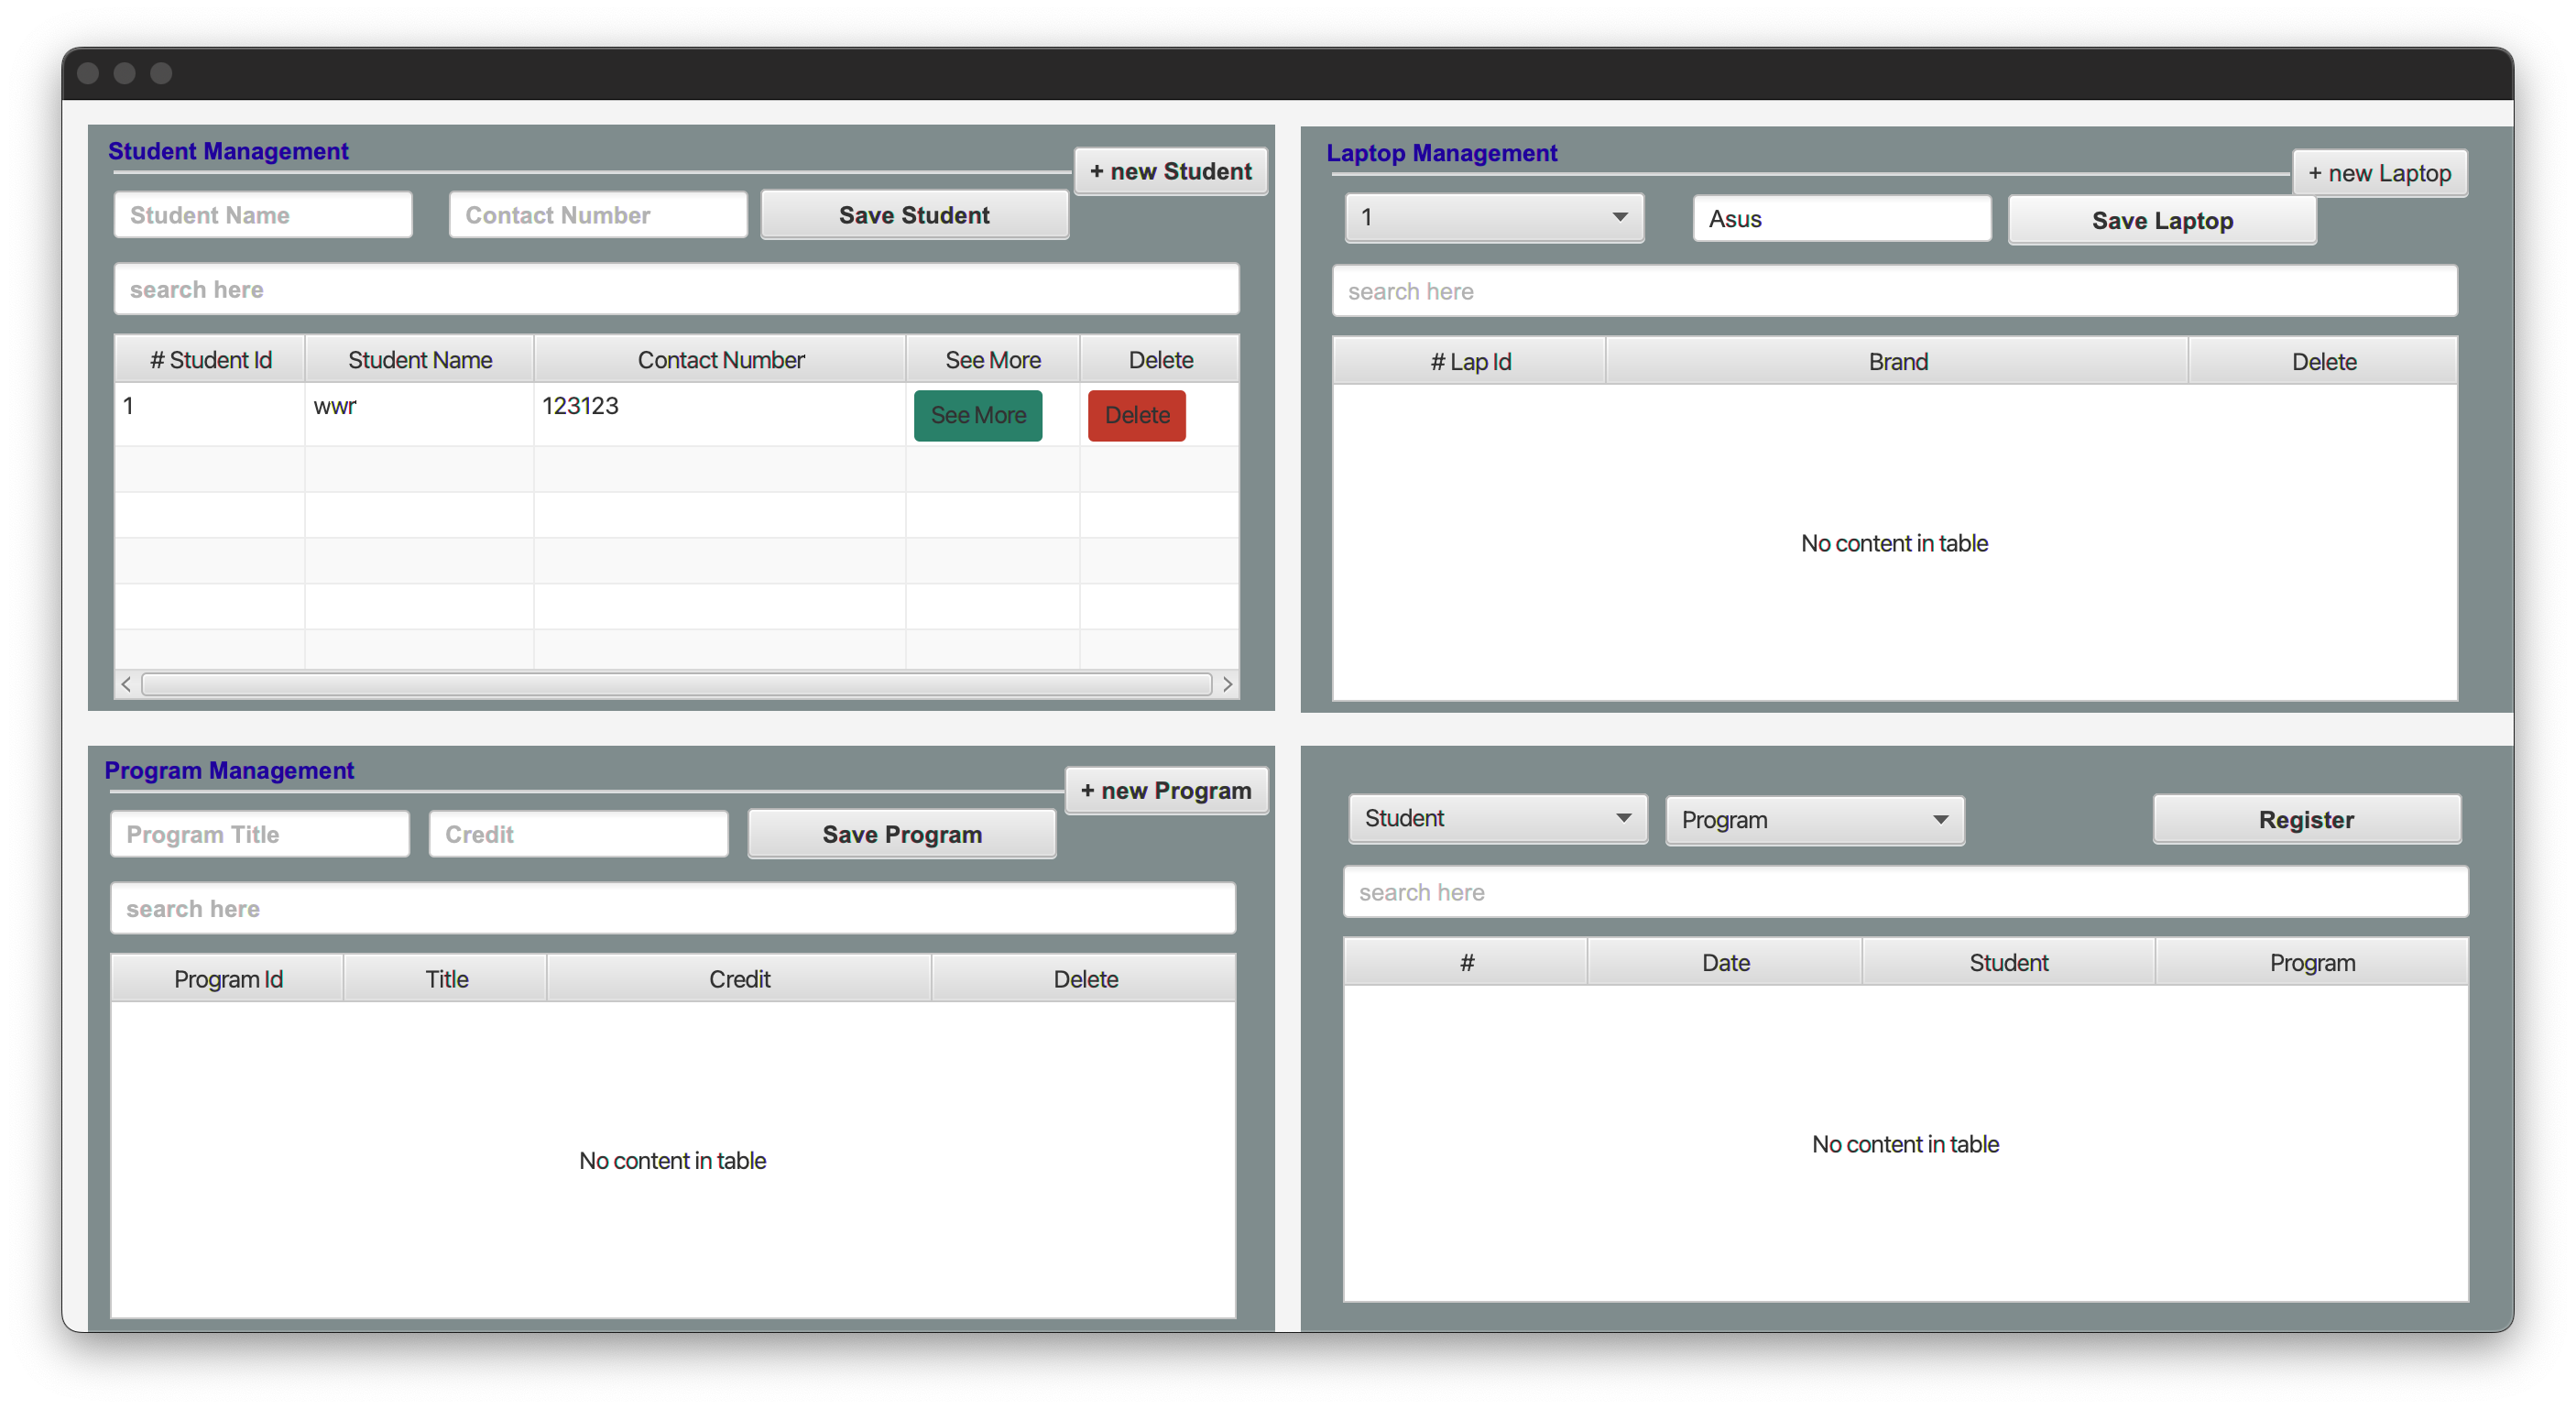 Student Management
+ new Student
Student Name
Contact Number
Save Student
search here
# Student Id
Student Name
Contact Number
See More
Delete
1
wwr
123123
See More
Delete
Laptop Management
+ new Laptop
1
Asus
Save Laptop
search here
# Lap Id
Brand
Delete
No content in table
Program Management
+ new Program
Program Title
Credit
Save Program
search here
Program Id
Title
Credit
Delete
No content in table
Student
Program
Register
search here
#
Date
Student
Program
No content in table